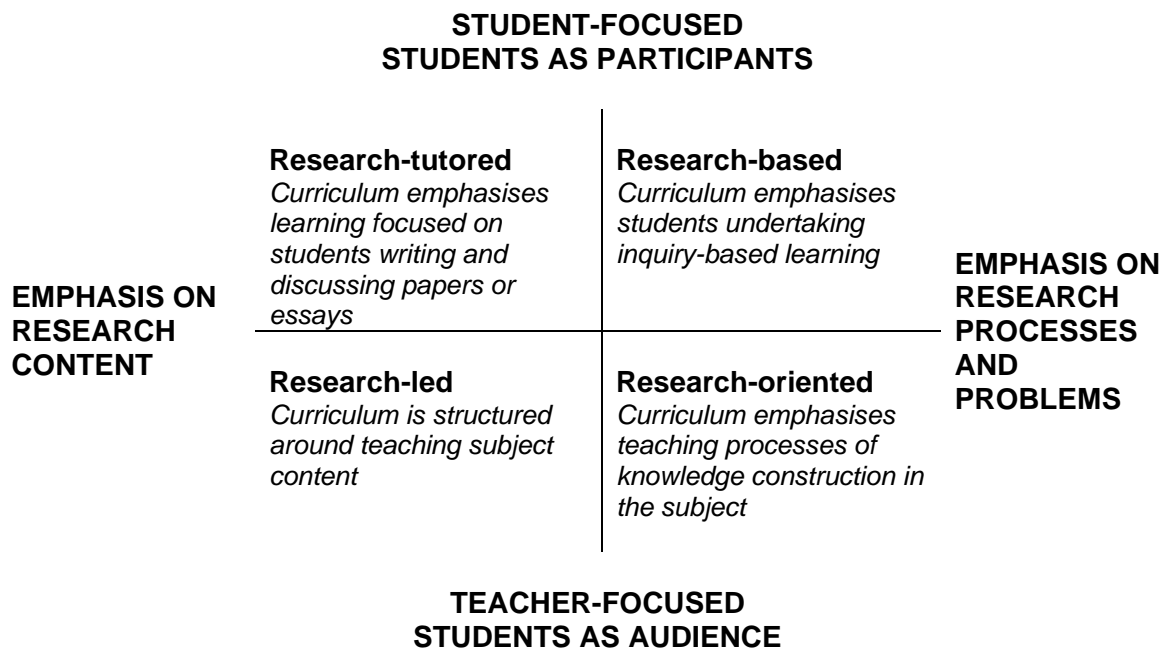 STUDENT-FOCUSED
STUDENTS AS PARTICIPANTS
Research-tutored
Curriculum emphasises
learning focused on
students writing and
discussing papers or
essays
Research-based
Curriculum emphasises
students undertaking
inquiry-based learning
EMPHASIS ON
RESEARCH
CONTENT
EMPHASIS ON
RESEARCH
PROCESSES
AND
PROBLEMS
Research-led
Curriculum is structured
around teaching subject
content
Research-oriented
Curriculum emphasises
teaching processes of
knowledge construction in
the subject
TEACHER-FOCUSED
STUDENTS AS AUDIENCE